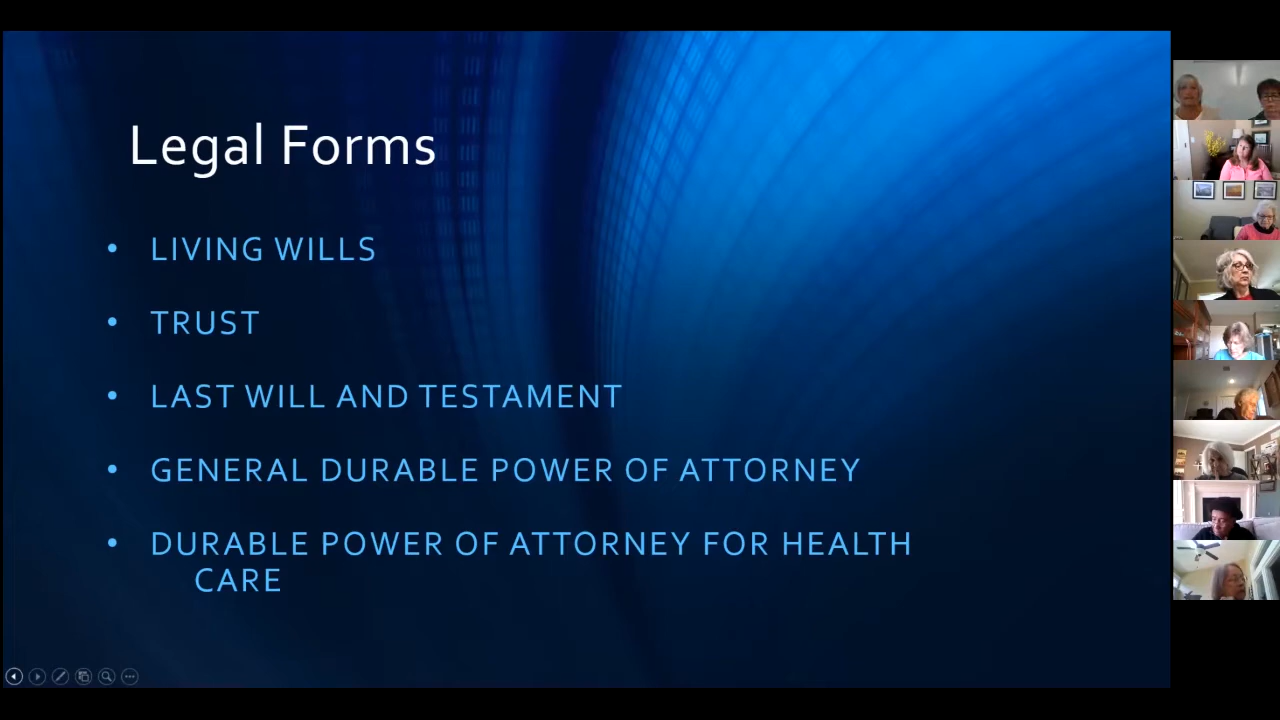 Legal Forms
• LIVING WILLS
• TRUST
• LAST WILL AND TESTAMENT
• GENERAL DURABLE POWER OF ATTORNEY
• DURABLE POWER OF ATTORNEY FOR HEALTH
CARE